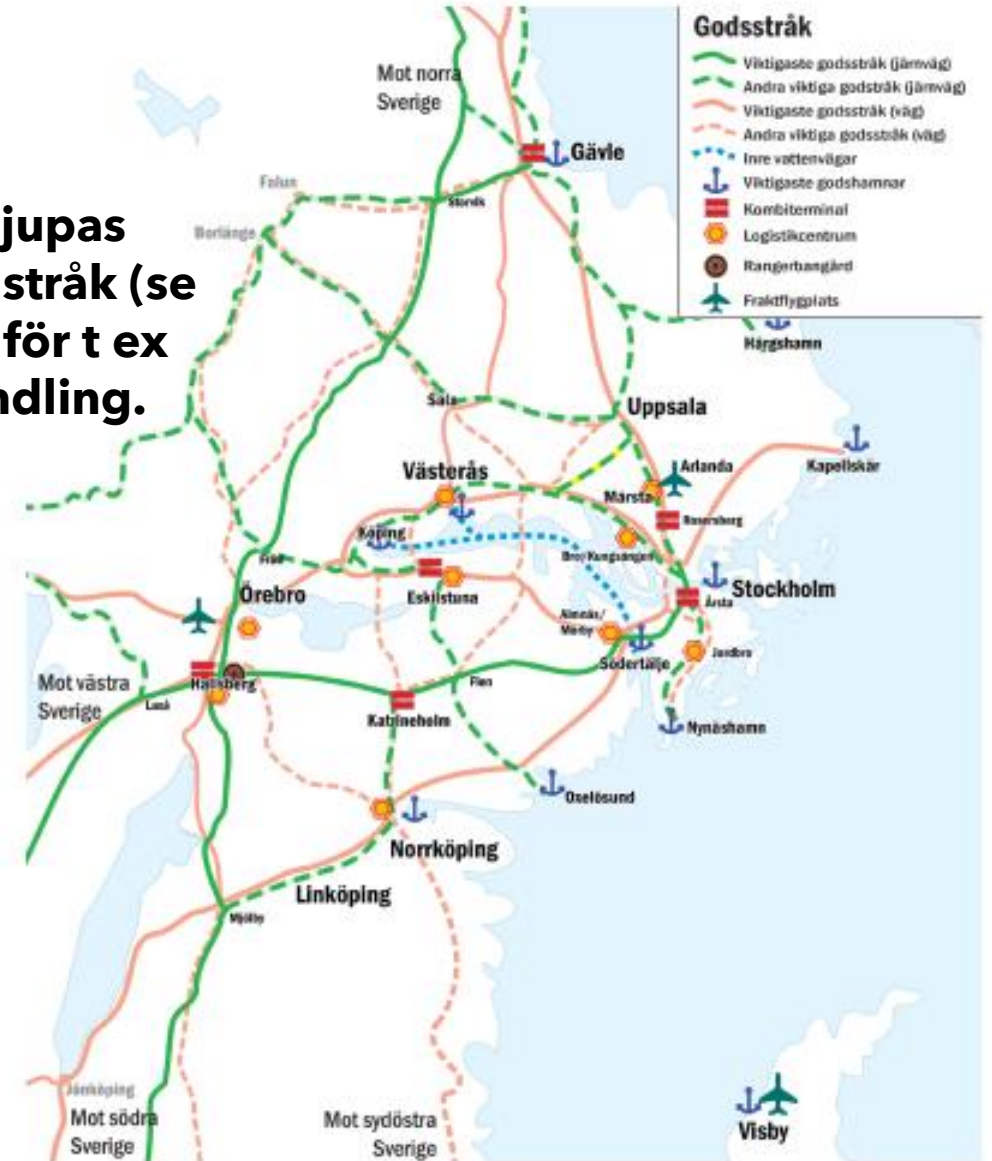 jupas
stråk (se
för t ex
ndling.
Godsstråk
Viktigaste godsstråk (järnväg)
Andra viktiga godstråk (järnväg)
Viktigaste godsstråk (väg)
Andra viktiga godsstråk (väg)
Inre vattenvägar
Viktigaste godshamnar
Kombiterminal
Logistikcentrum
Rangerbangård
Fraktflygplats
Mot norra
Sverige
Gävle
Falun
Storvik
Borlänge
Hargshamn
Sala
Uppsala
Västerås
Arlanda
Kapellskär
Märsta
Rosersberg
Köping
Bro/Kungsängen
Frövi
Örebro
Eskilstuna
Stockholm
Årsta
Almnäs/
Mörby
Södertälje
Jordbro
Hallsberg
Mot västra
Sverige
Laxå
Flen
Katrineholm
Nynäshamn
Oxelösund
Norrköping
Linköping
Mjölby
Jönköping
Mot södra
Sverige
Mot sydöstra
Sverige
Visby